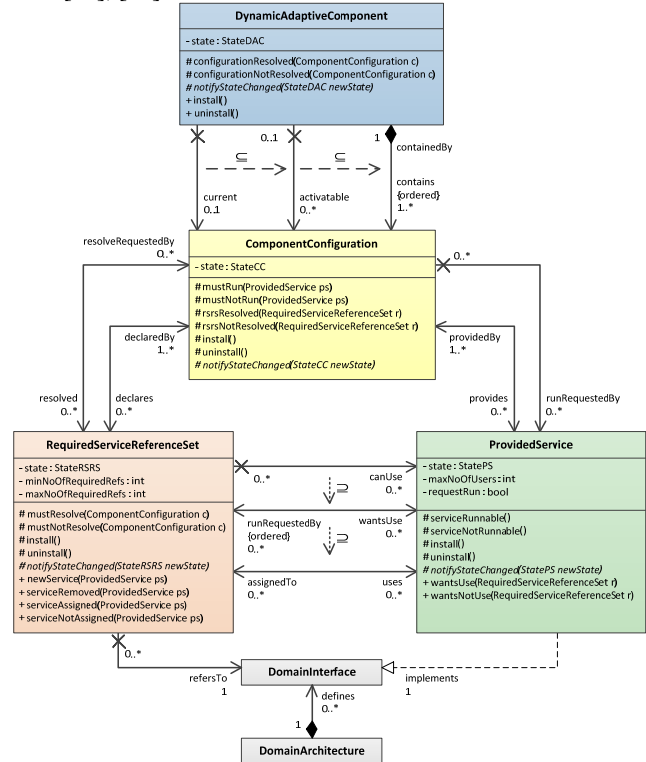 DynamicAdaptiveComponent
- state: StateDAC
# configurationResolved(ComponentConfiguration c)
# configurationNotResolved(ComponentConfiguration c)
# notifyStateChanged(StateDAC newState)
+ install()
+ uninstall()
0..1
1
containedBy
⊆
⊆
current
0..1
activatable
0..*
contains
{ordered}
1..*
resolveRequestedBy
0..*
ComponentConfiguration
- state: StateCC
# mustRun(ProvidedService ps)
# mustNotRun(ProvidedService ps)
# rsrsResolved(RequiredServiceReferenceSet r)
# rsrsNotResolved(RequiredServiceReferenceSet r)
# install()
# uninstall()
# notifyStateChanged(StateCC newState)
0..*
declaredBy
1..*
providedBy
1..*
resolved
0..*
declares
0..*
provides
0..*
runRequestedBy
0..*
RequiredServiceReferenceSet
- state: StateRSRS
- minNoOfRequiredRefs: int
- maxNoOfRequiredRefs: int
# mustResolve(ComponentConfiguration c)
# mustNotResolve(ComponentConfiguration c)
# install()
# uninstall()
# notifyStateChanged(StateRSRS newState)
+ newService(ProvidedService ps)
+ serviceRemoved(ProvidedService ps)
+ serviceAssigned(ProvidedService ps)
+ serviceNotAssigned(ProvidedService ps)
0..*
canUse
0..*
⊇
runRequestedBy
{ordered}
0..*
wantsUse
0..*
⊇
assignedTo
0..*
uses
0..*
ProvidedService
- state: StatePS
- maxNoOfUsers: int
- requestRun: bool
# serviceRunnable()
# serviceNotRunnable()
# install()
# uninstall()
# notifyStateChanged(StatePS newState)
+ wantsUse(RequiredServiceReferenceSet r)
+ wantsNotUse(RequiredServiceReferenceSet r)
0..*
refersTo
1
DomainInterface
implements
1
defines
0..*
1
DomainArchitecture